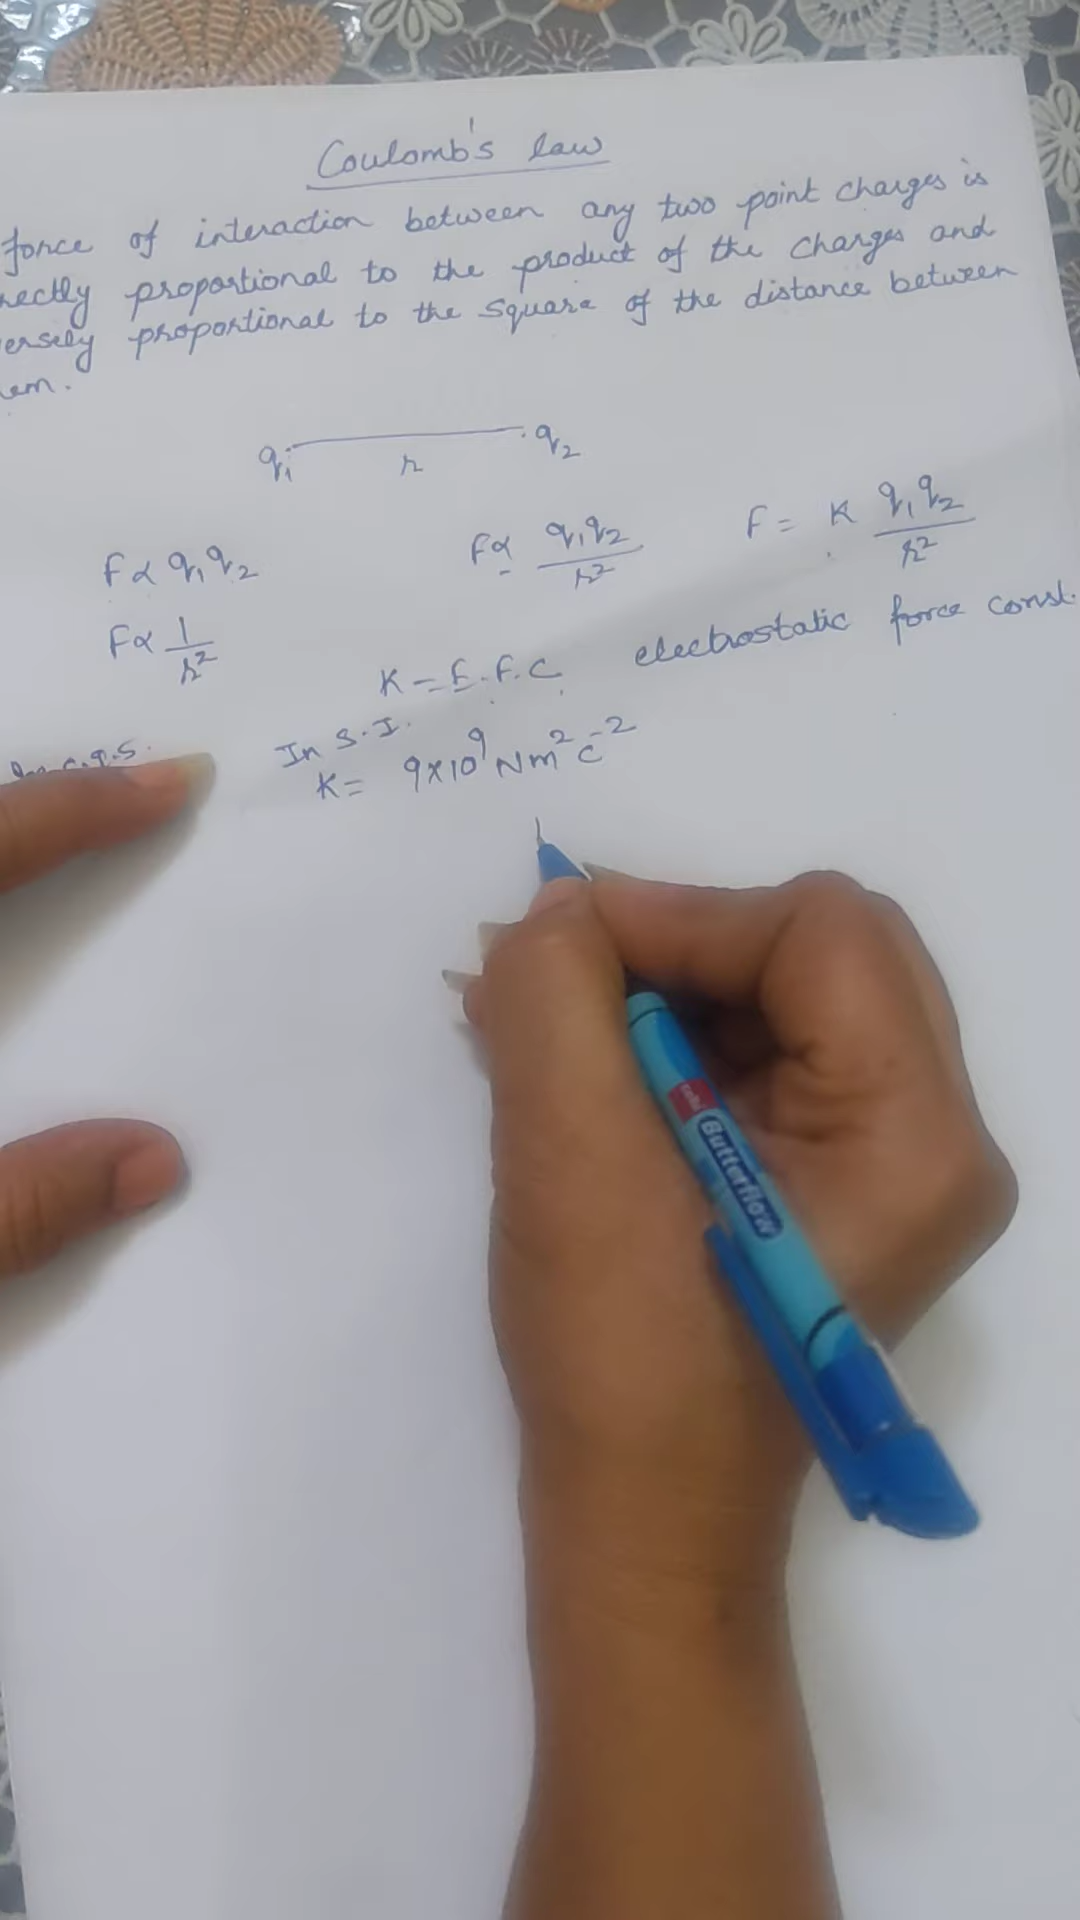 Coulomb's law
force of interaction between any two point charges is
rectly proportional to the product of the charges and
ersely proportional to the square of the distance between
em.
q₁ r q₂
F ∝ q₁q₂ F ∝ q₁q₂/r² F = K q₁q₂/r²
F ∝ 1/r²
K = E.F.C. electrostatic force const.
In S.I.
c.g.s.
K = 9×10⁹ Nm²C⁻²
cello
Butterflow